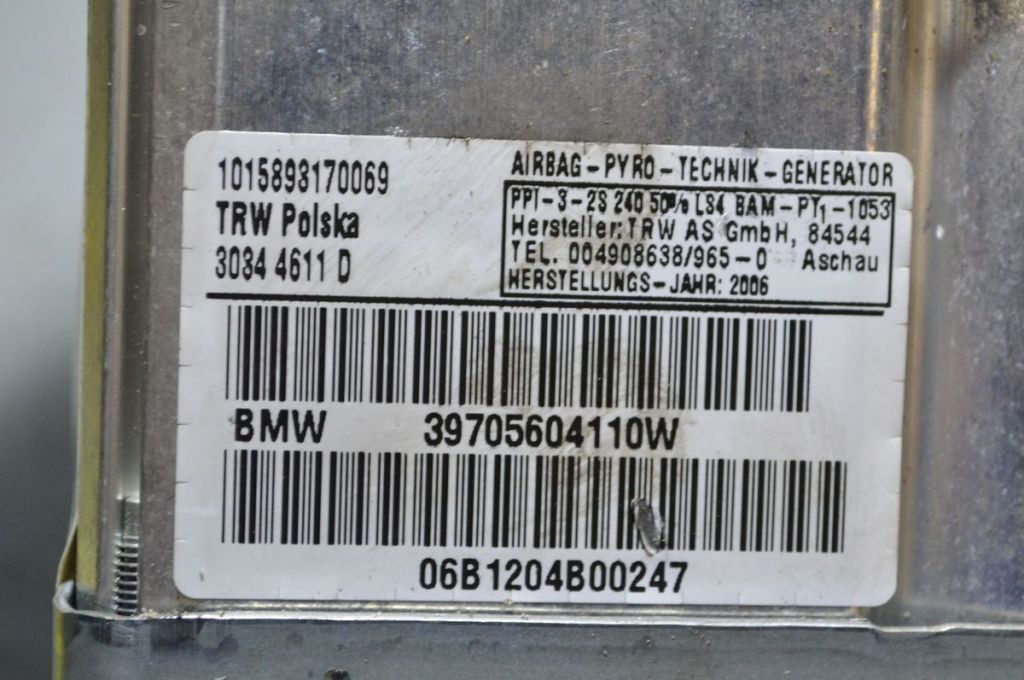 1015893170069
TRW Polska
3034 4611 D
AIRBAG-PYRO-TECHNIK-GENERATOR
PPI-3-2S 240 50% LS4 BAM-PT1-1053
Hersteller: TRW AS GmbH, 84544
TEL. 004908638/965-0 Aschau
HERSTELLUNGS-JAHR: 2006
BMW 39705604110W
06B1204B00247